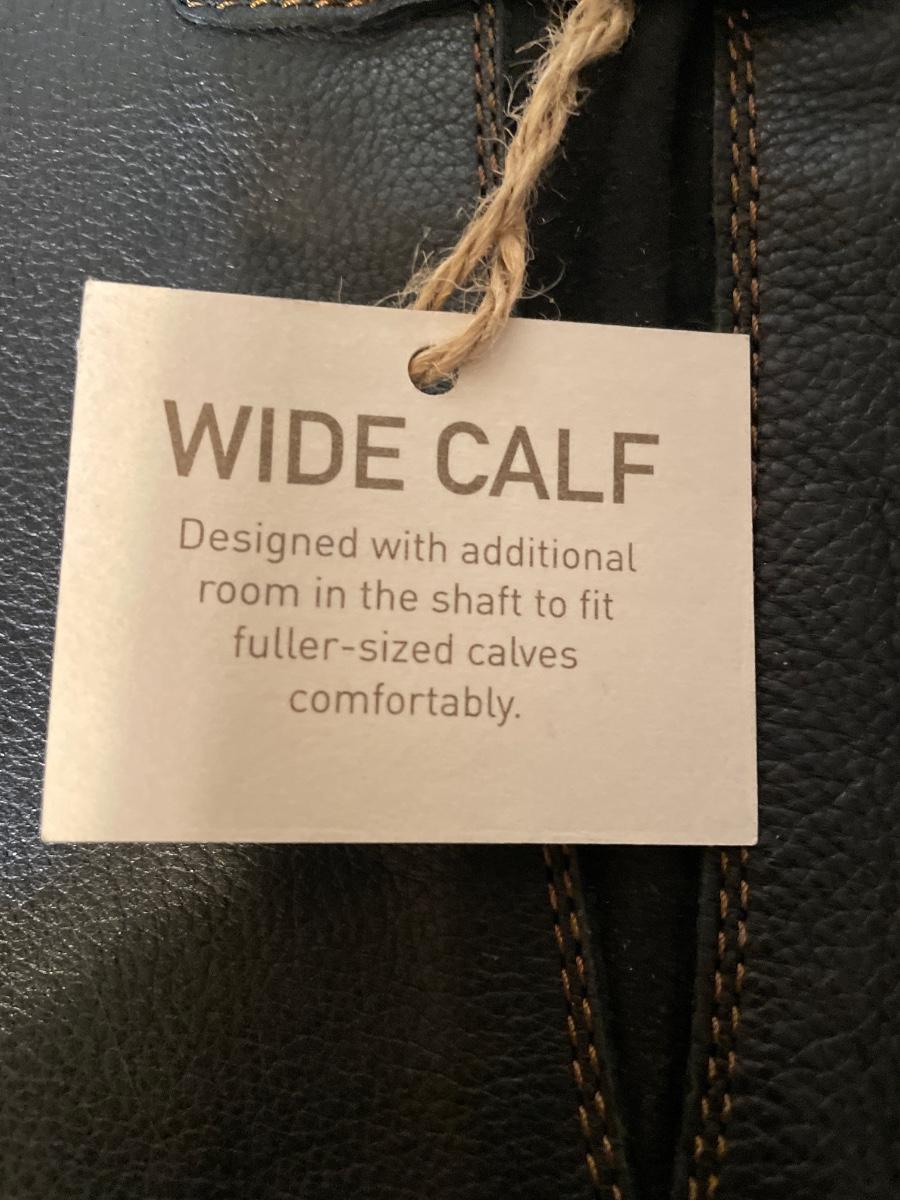 WIDE CALF
Designed with additional
room in the shaft to fit
fuller-sized calves
comfortably.